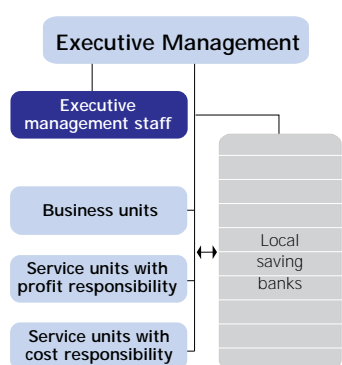 Executive Management
Executive
management staff
Business units
Local
saving
banks
Service units with
profit responsibility
Service units with
cost responsibility